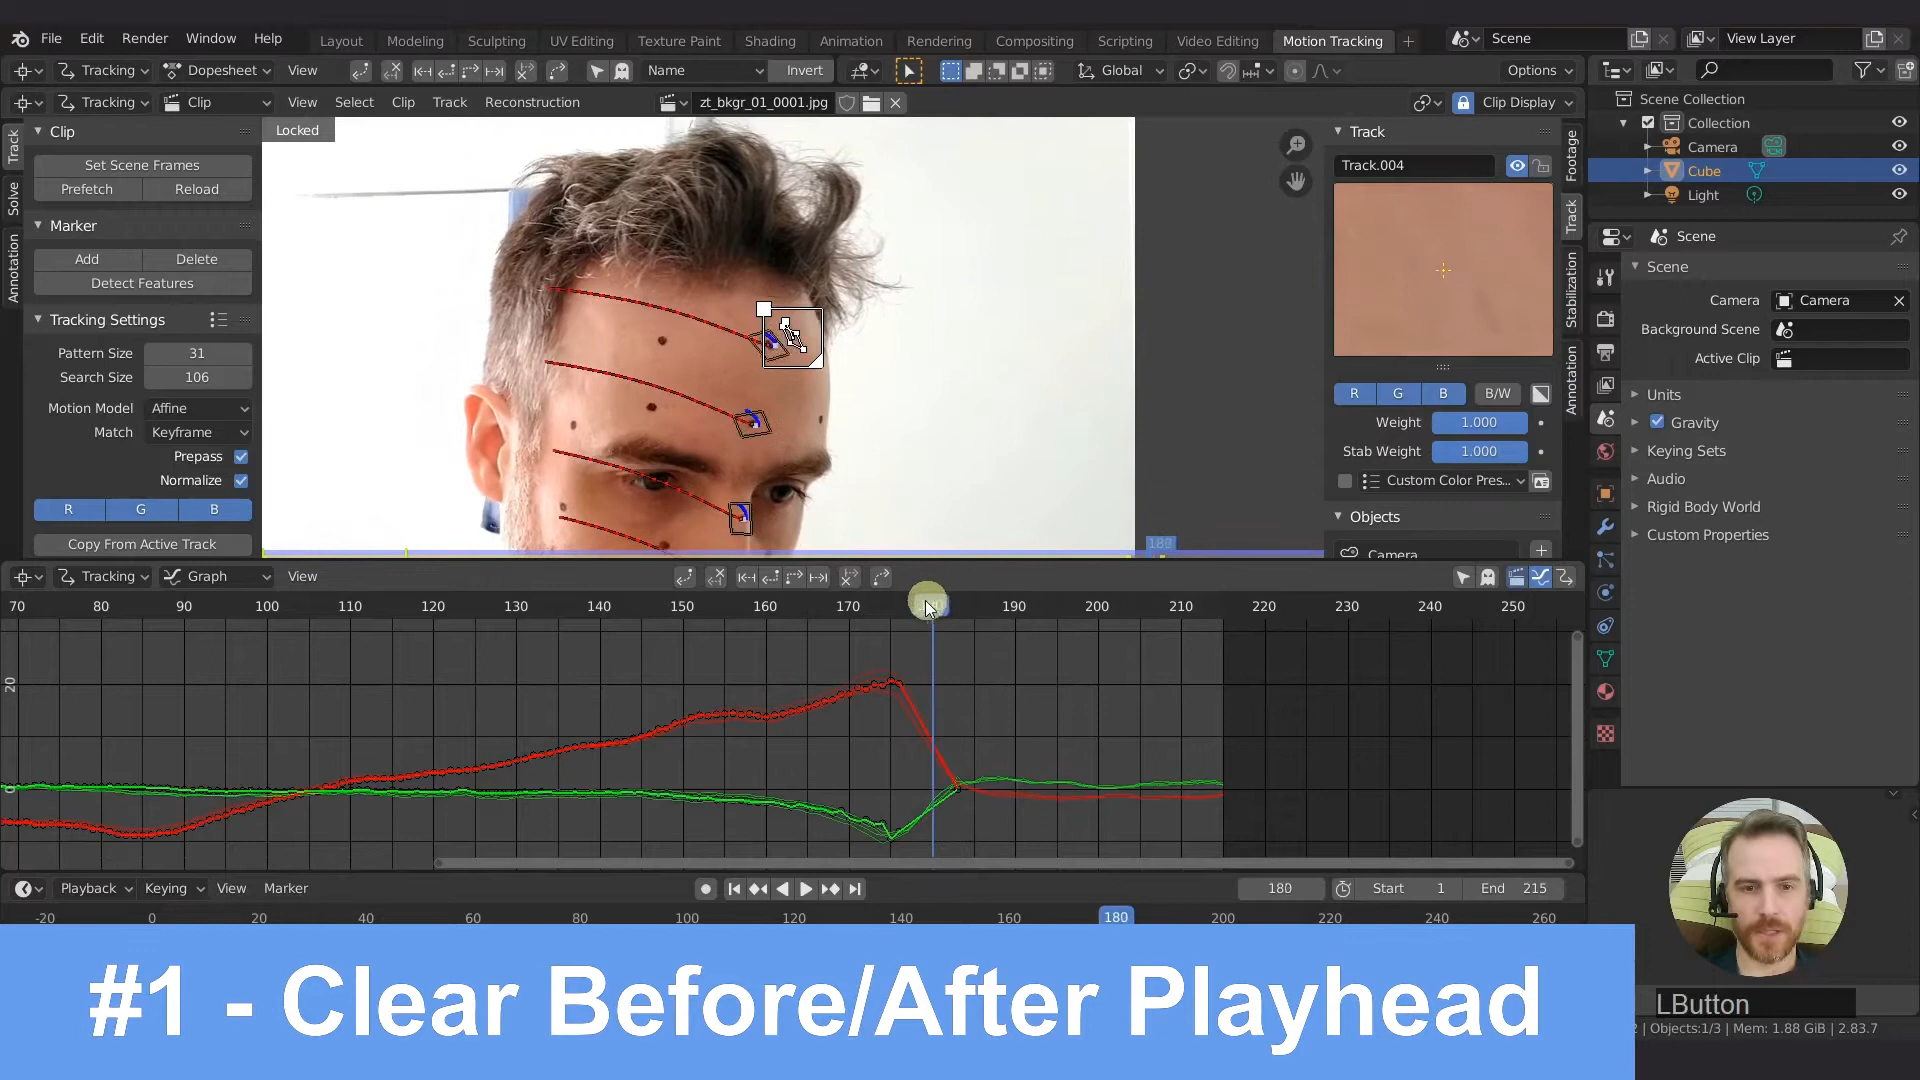 File Edit Render Window Help Layout Modeling Sculpting UV Editing Texture Paint Shading Animation Rendering Compositing Scripting Video Editing Motion Tracking + Scene View Layer
Tracking Dopesheet View Name Invert Global Options
Tracking Clip View Select Clip Track Reconstruction zt_bkgr_01_0001.jpg Clip Display
Scene Collection
Collection
Camera
Cube
Light
Track
Solve
Annotation
Clip
Set Scene Frames
Prefetch Reload
Marker
Add Delete
Detect Features
Tracking Settings
Pattern Size 31
Search Size 106
Motion Model Affine
Match Keyframe
Prepass
Normalize
R G B
Copy From Active Track
Locked
189
Track
Track.004
R G B B/W
Weight 1.000
Stab Weight 1.000
Custom Color Pres...
Objects
Camera
Footage
Track
Stabilization
Annotation
Scene
Scene
Camera Camera
Background Scene
Active Clip
Units
Gravity
Keying Sets
Audio
Rigid Body World
Custom Properties
Tracking Graph View
70 80 90 100 110 120 130 140 150 160 170 190 200 210 220 230 240 250
20
0
Playback Keying View Marker 180 Start 1 End 215
-20 0 20 40 60 80 100 120 140 160 180 200 220 240 260
#1 - Clear Before/After Playhead
LButton
| Objects:1/3 | Mem: 1.88 GiB | 2.83.7